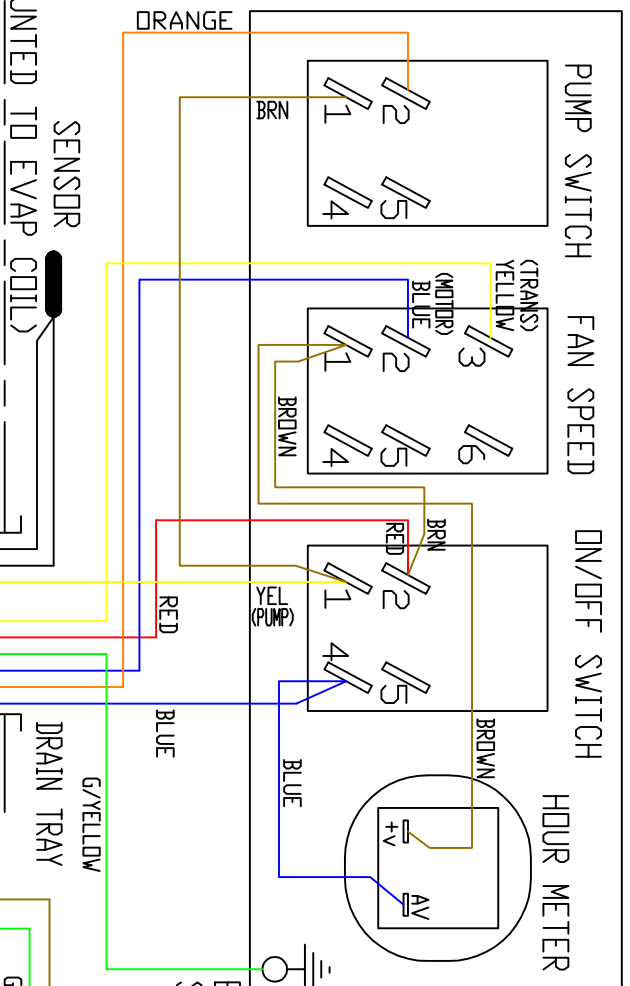 ORANGE
PUMP SWITCH
BRN
1
2
4
5
UNTED TO EVAP COIL)
SENSOR
FAN SPEED
(TRANS)
YELLOW
(MOTOR)
BLUE
1
2
3
BROWN
4
5
6
ON/OFF SWITCH
BRN
RED
1
2
4
5
YEL
(PUMP)
RED
BLUE
BLUE
BROWN
HOUR METER
+V
AV
DRAIN TRAY
G/YELLOW